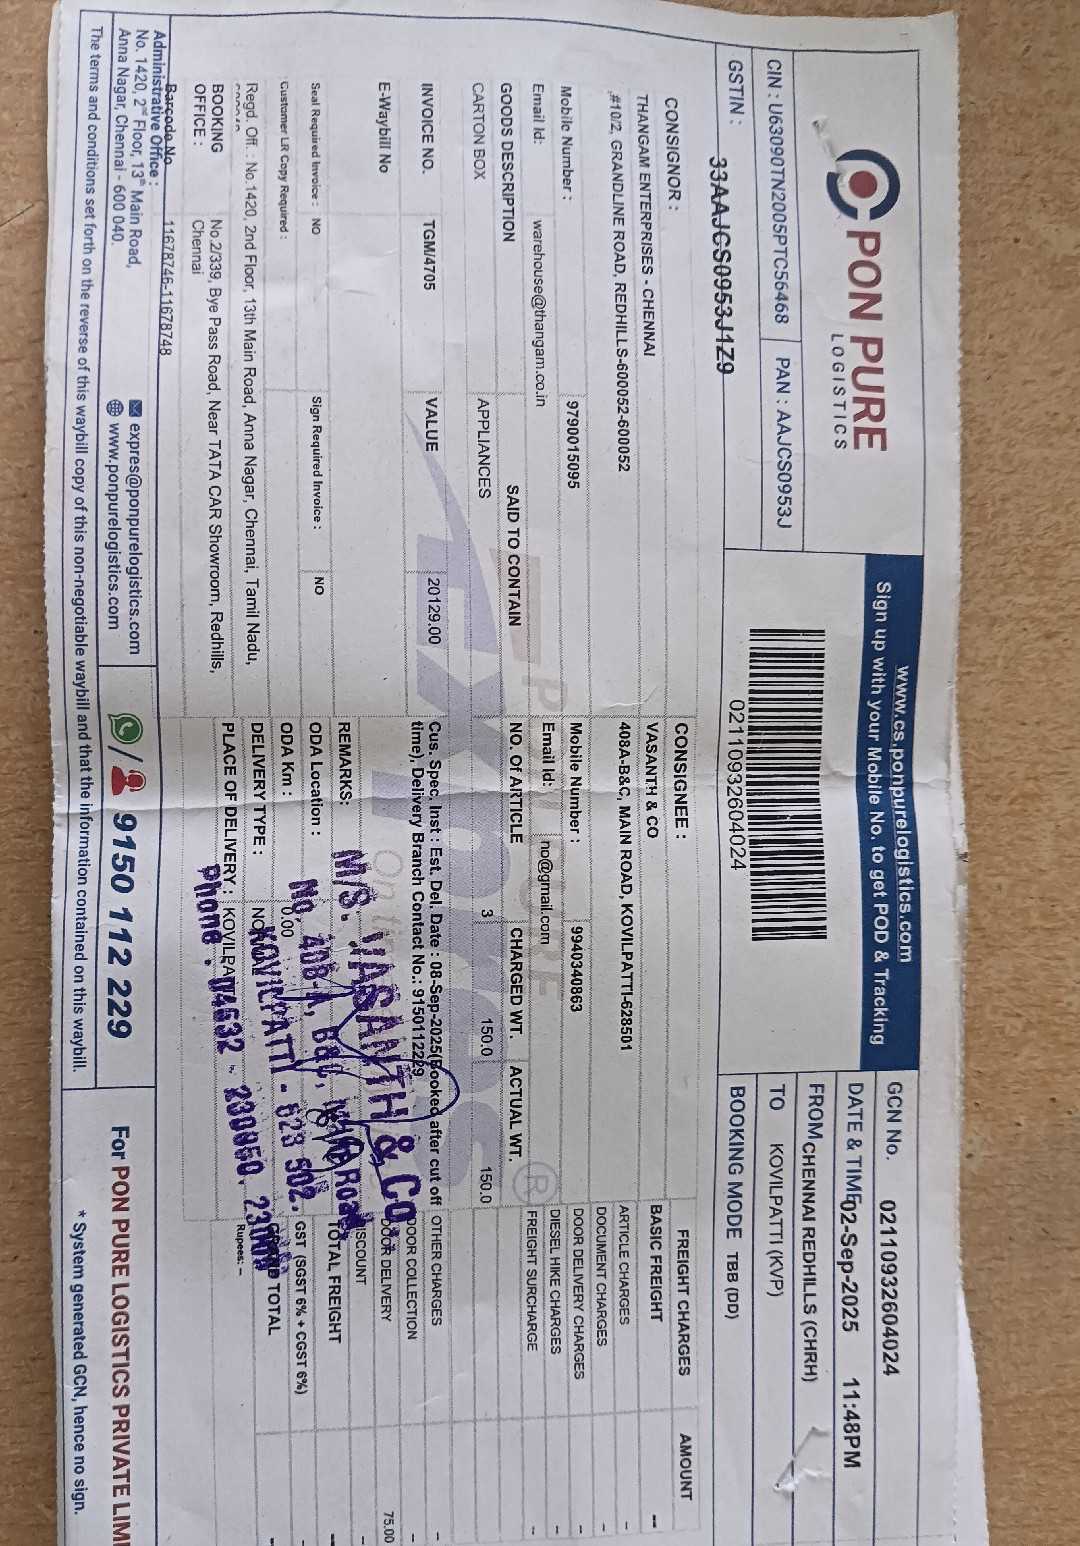 PON PURE
LOGISTICS
www.cs.ponpurelogistics.com
Sign up with your Mobile No. to get POD & Tracking
CIN : U63090TN2005PTC56468 PAN : AAJCS0953J
GSTIN : 33AAJCS0953J1Z9
02110932604024
GCN No. 02110932604024
DATE & TIME 02-Sep-2025 11:48PM
FROM CHENNAI REDHILLS (CHRH)
TO KOVILPATTI (KVP)
BOOKING MODE TBB (DD)
CONSIGNOR :
THANGAM ENTERPRISES - CHENNAI
#10/2, GRANDLINE ROAD, REDHILLS-600052-600052
Mobile Number : 9790015095
Email Id: warehouse@thangam.co.in
CONSIGNEE :
VASANTH & CO
408A-B&C, MAIN ROAD, KOVILPATTI-628501
Mobile Number : 9940340863
Email Id: no@gmail.com
FREIGHT CHARGES AMOUNT
BASIC FREIGHT --
ARTICLE CHARGES --
DOCUMENT CHARGES --
DOOR DELIVERY CHARGES --
DIESEL HIKE CHARGES --
FREIGHT SURCHARGE --
GOODS DESCRIPTION SAID TO CONTAIN NO. Of ARTICLE CHARGED WT. ACTUAL WT.
CARTON BOX APPLIANCES 3 150.0 150.0
INVOICE NO. TGM/4705 VALUE 20129.00
E-Waybill No
Cus. Spec. Inst : Est. Del. Date : 08-Sep-2025(Booked after cut off
time), Delivery Branch Contact No.: 9150112229
OTHER CHARGES --
DOOR COLLECTION --
DOOR DELIVERY 75.00
DISCOUNT --
TOTAL FREIGHT --
GST (SGST 6% + CGST 6%)
GRAND TOTAL --
Rupees: --
Seal Required Invoice : NO Sign Required Invoice : NO
Customer LR Copy Required :
REMARKS:
ODA Location :
ODA Km : 0.00
DELIVERY TYPE :
PLACE OF DELIVERY :
M/S. VASANTH & CO.
No. 408-A, B&C, Main Road,
KOVILPATTI - 628 502.
Phone : 04632 - 230950,
Regd. Off. : No.1420, 2nd Floor, 13th Main Road, Anna Nagar, Chennai, Tamil Nadu,
BOOKING OFFICE : No.2/339, Bye Pass Road, Near TATA CAR Showroom, Redhills,
Chennai
Barcode No 11678746-11678748
Administrative Office :
No. 1420, 2nd Floor, 13th Main Road,
Anna Nagar, Chennai - 600 040.
expres@ponpurelogistics.com
www.ponpurelogistics.com
/ 9150 112 229
For PON PURE LOGISTICS PRIVATE LIMI
* System generated GCN, hence no sign.
The terms and conditions set forth on the reverse of this waybill copy of this non-negotiable waybill and that the information contained on this waybill.